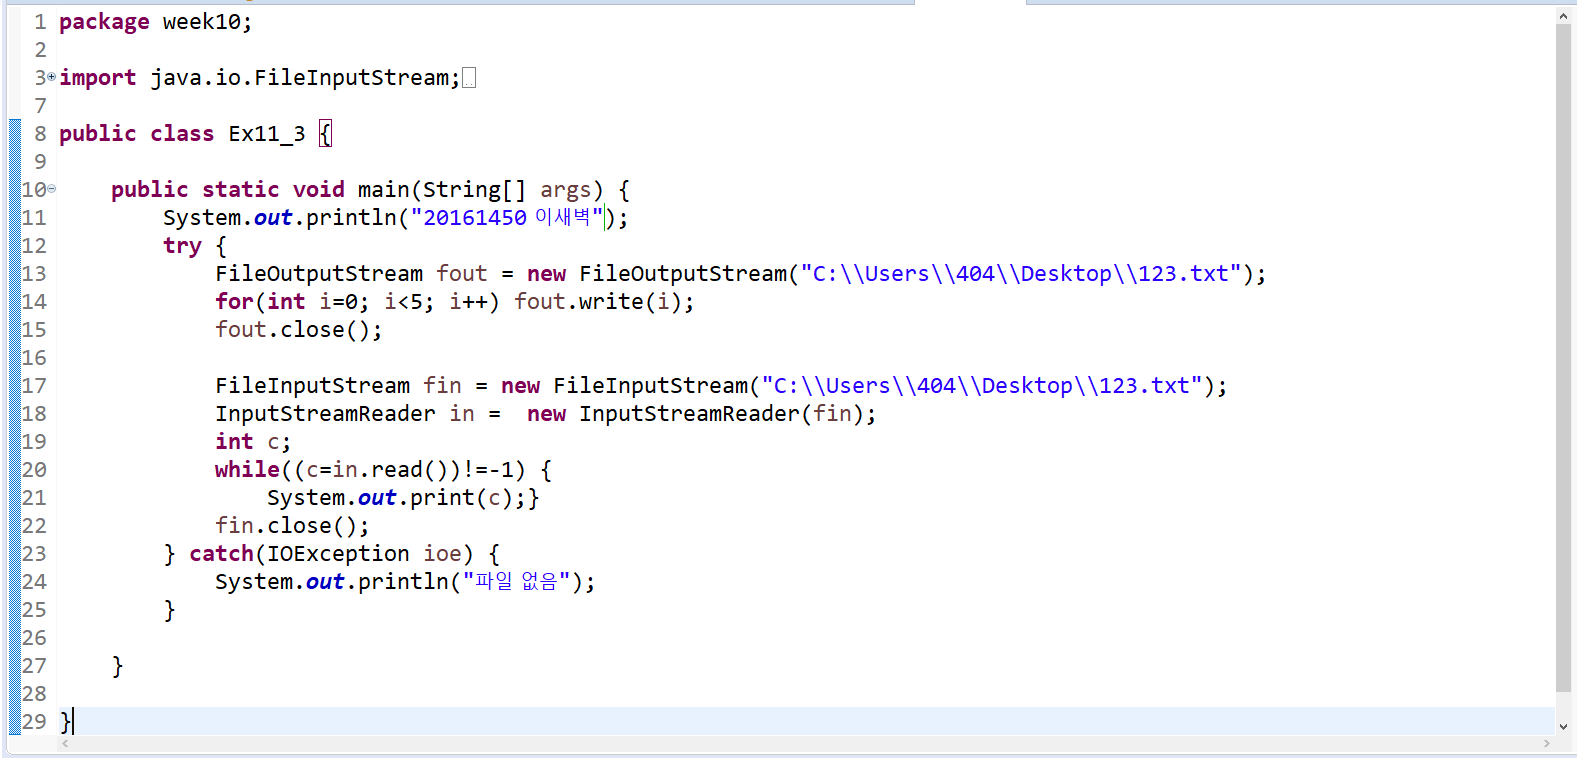 1 package week10;
2
3 import java.io.FileInputStream;
7
8 public class Ex11_3 {
9
10 public static void main(String[] args) {
11 System.out.println("20161450 이새벽");
12 try {
13 FileOutputStream fout = new FileOutputStream("C:\\Users\\404\\Desktop\\123.txt");
14 for(int i=0; i<5; i++) fout.write(i);
15 fout.close();
16
17 FileInputStream fin = new FileInputStream("C:\\Users\\404\\Desktop\\123.txt");
18 InputStreamReader in =  new InputStreamReader(fin);
19 int c;
20 while((c=in.read())!=-1) {
21 System.out.print(c);}
22 fin.close();
23 } catch(IOException ioe) {
24 System.out.println("파일 없음");
25 }
26
27 }
28
29 }